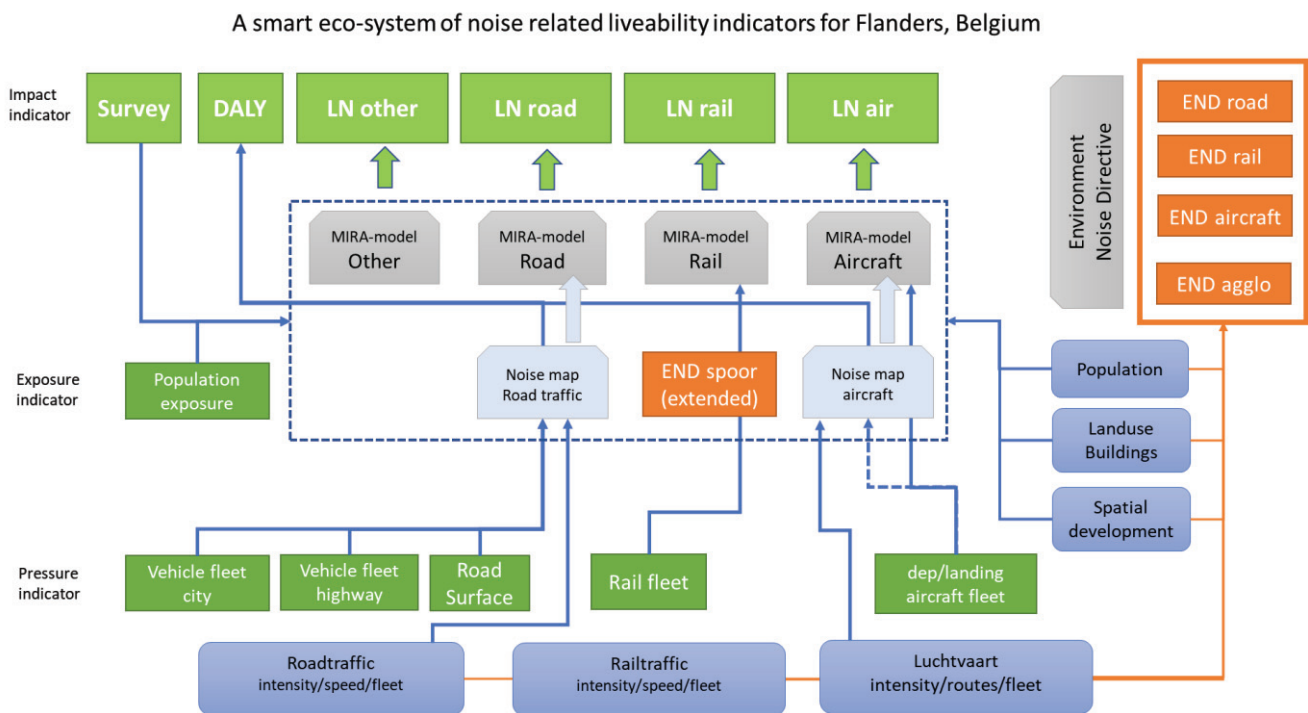 A smart eco-system of noise related liveability indicators for Flanders, Belgium
Impact
indicator
Survey
DALY
LN other
LN road
LN rail
LN air
Environment
Noise Directive
END road
END rail
END aircraft
END agglo
MIRA-model
Other
MIRA-model
Road
MIRA-model
Rail
MIRA-model
Aircraft
Exposure
indicator
Population
exposure
Noise map
Road traffic
END spoor
(extended)
Noise map
aircraft
Population
Landuse
Buildings
Spatial
development
Pressure
indicator
Vehicle fleet
city
Vehicle fleet
highway
Road
Surface
Rail fleet
dep/landing
aircraft fleet
Roadtraffic
intensity/speed/fleet
Railtraffic
intensity/speed/fleet
Luchtvaart
intensity/routes/fleet